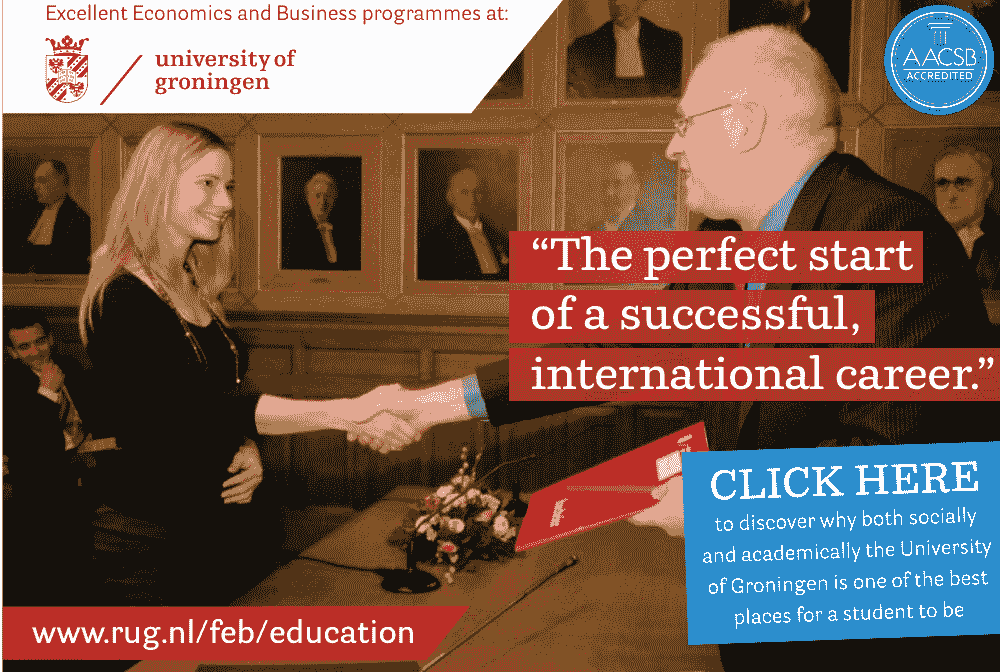 Excellent Economics and Business programmes at:
university of
groningen
AACSB
ACCREDITED
“The perfect start
of a successful,
international career.”
CLICK HERE
to discover why both socially
and academically the University
of Groningen is one of the best
places for a student to be
www.rug.nl/feb/education